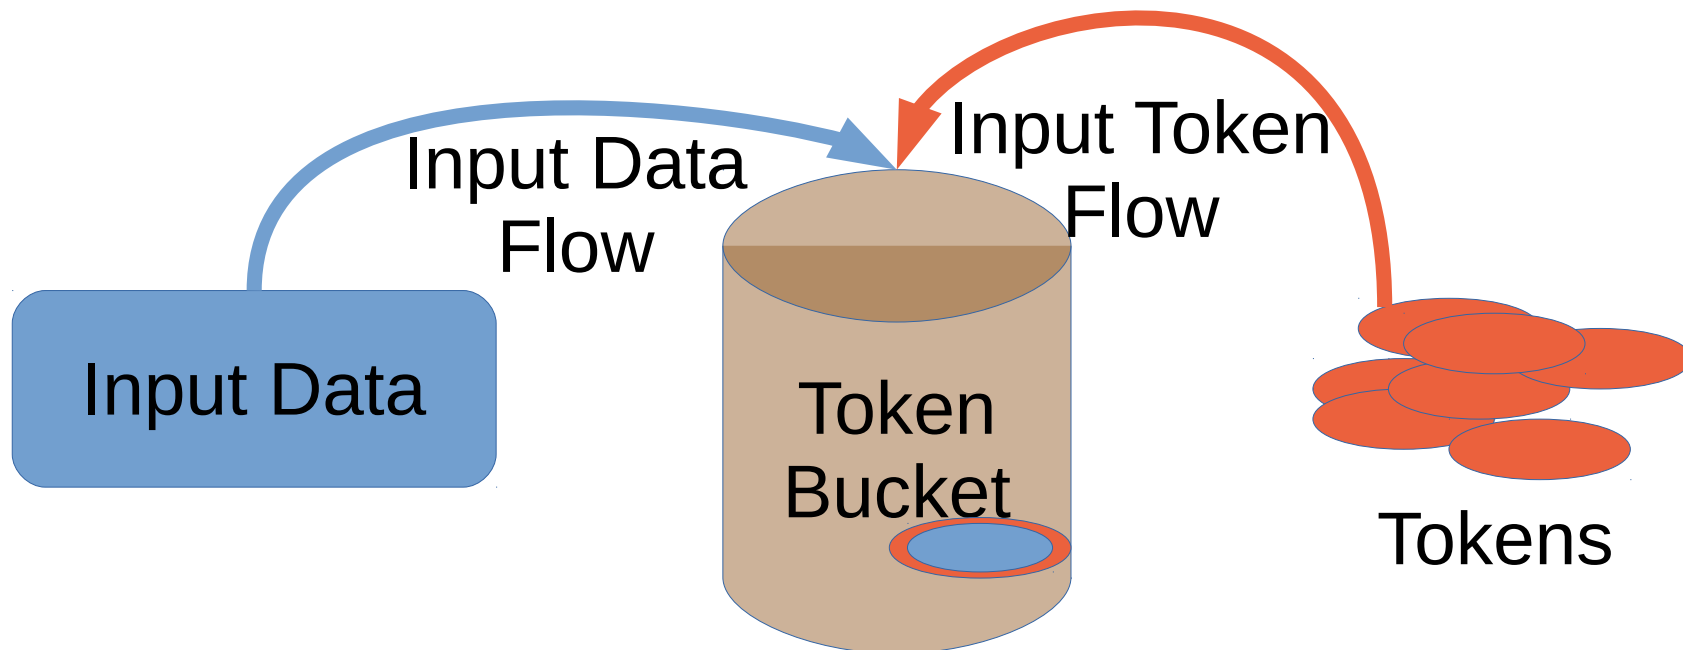 Input Data
Flow
Input Token
Flow
Input Data
Token
Bucket
Tokens